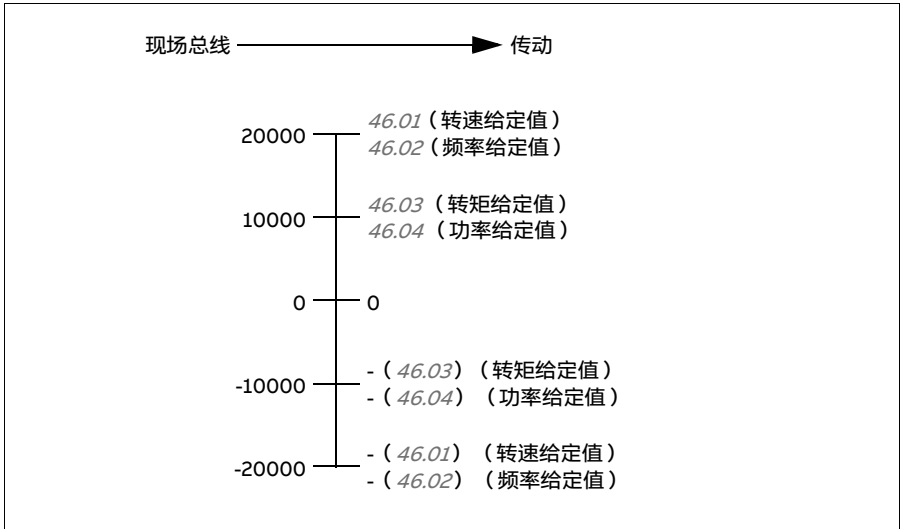 现场总线 传动
46.01（转速给定值）
20000
46.02（频率给定值）
46.03（转矩给定值）
10000
46.04（功率给定值）
0 0
-（46.03）（转矩给定值）
-10000
-（46.04）（功率给定值）
-（46.01）（转速给定值）
-20000
-（46.02）（频率给定值）